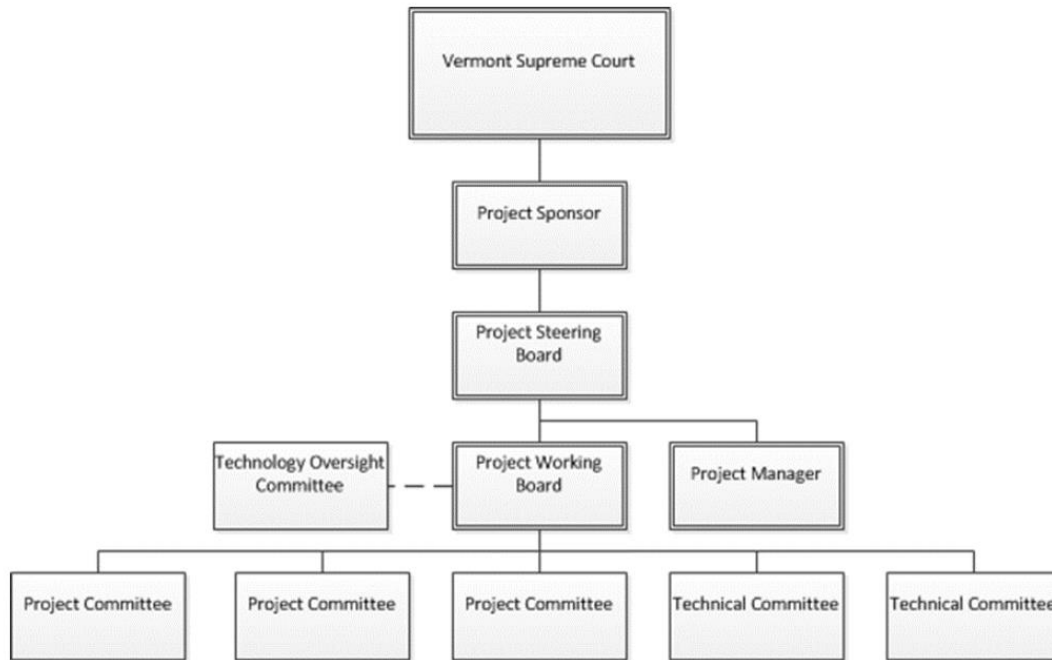 Vermont Supreme Court
Project Sponsor
Project Steering
Board
Technology Oversight
Committee
Project Working
Board
Project Manager
Project Committee
Project Committee
Project Committee
Technical Committee
Technical Committee